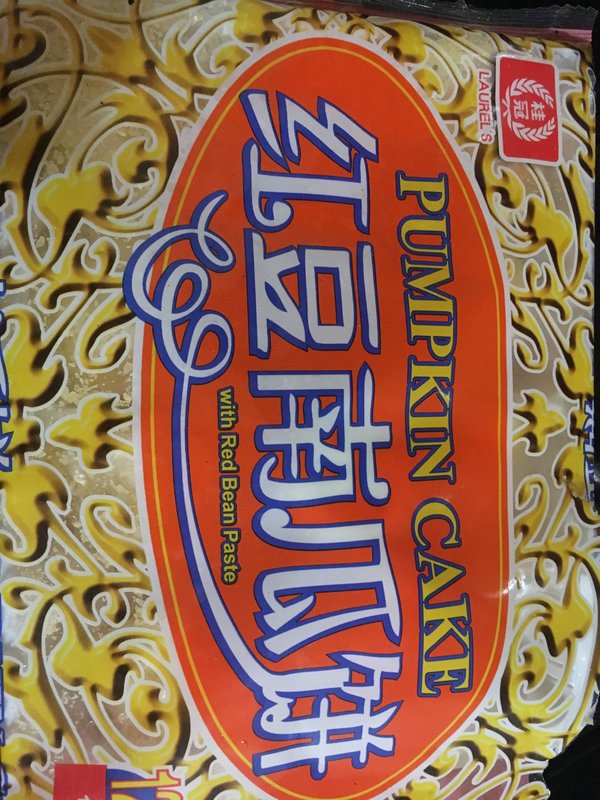 桂冠
LAUREL'S
PUMPKIN CAKE
红豆南瓜饼
with Red Bean Paste